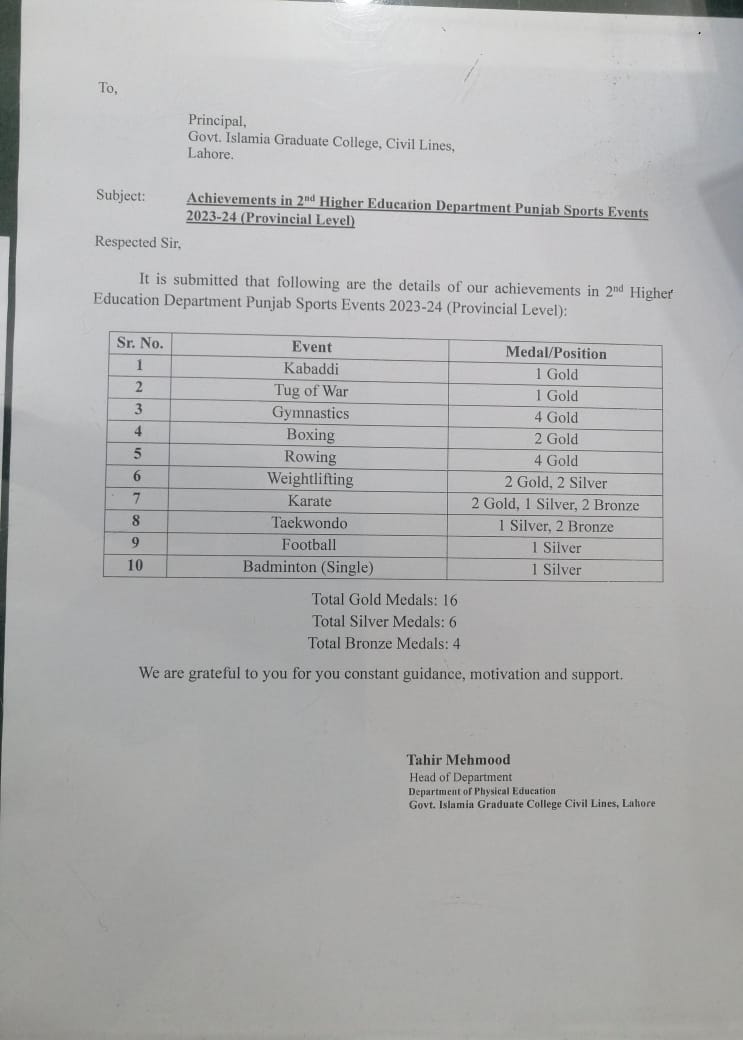 To,
Principal,
Govt. Islamia Graduate College, Civil Lines,
Lahore.
Subject: Achievements in 2nd Higher Education Department Punjab Sports Events
2023-24 (Provincial Level)
Respected Sir,
It is submitted that following are the details of our achievements in 2nd Higher
Education Department Punjab Sports Events 2023-24 (Provincial Level):
Sr. No. Event Medal/Position
1 Kabaddi 1 Gold
2 Tug of War 1 Gold
3 Gymnastics 4 Gold
4 Boxing 2 Gold
5 Rowing 4 Gold
6 Weightlifting 2 Gold, 2 Silver
7 Karate 2 Gold, 1 Silver, 2 Bronze
8 Taekwondo 1 Silver, 2 Bronze
9 Football 1 Silver
10 Badminton (Single) 1 Silver
Total Gold Medals: 16
Total Silver Medals: 6
Total Bronze Medals: 4
We are grateful to you for you constant guidance, motivation and support.
Tahir Mehmood
Head of Department
Department of Physical Education
Govt. Islamia Graduate College Civil Lines, Lahore